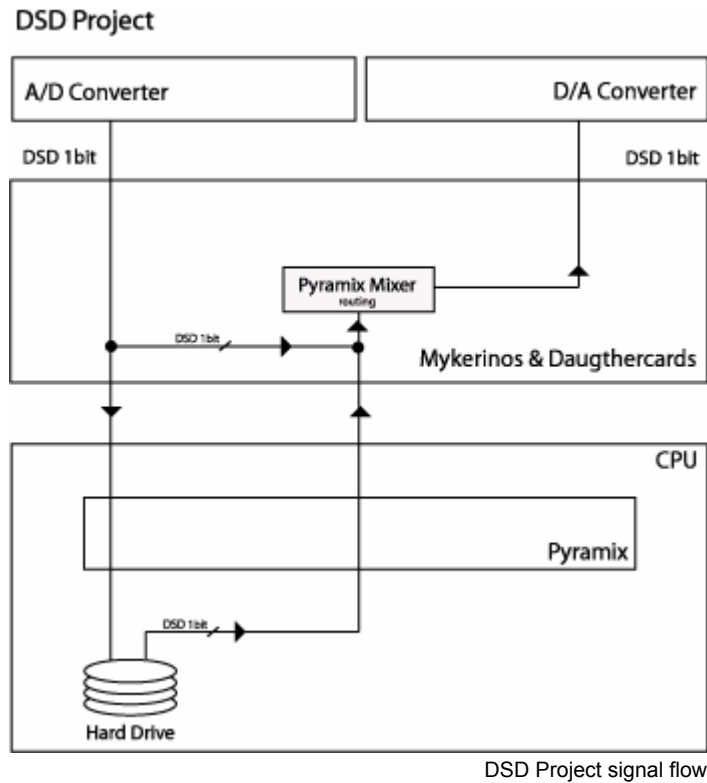 DSD Project
A/D Converter
D/A Converter
DSD 1bit
DSD 1bit
Pyramix Mixer
routing
DSD 1bit
Mykerinos & Daugthercards
CPU
Pyramix
DSD 1bit
Hard Drive
DSD Project signal flow